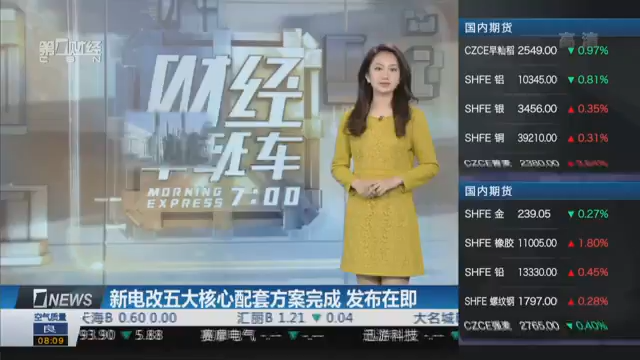 第一财经
财经
早班车
MORNING
EXPRESS 7:00
高清
国内期货
CZCE早籼稻 2549.00 ▼ 0.97%
SHFE 铝 10345.00 ▼ 0.81%
SHFE 银 3456.00 ▲ 0.35%
SHFE 铜 39210.00 ▲ 0.31%
2380.00
国内期货
SHFE 金 239.05 ▼ 0.27%
SHFE 橡胶 11005.00 ▲ 1.80%
SHFE 铅 13330.00 ▲ 0.45%
SHFE 螺纹钢 1797.00 ▲ 0.28%
CZCE强麦 2765.00 ▼ 0.40%
NEWS
新电改五大核心配套方案完成 发布在即
空气质量
良
08:09
天海B 0.60 0.00 汇丽B 1.21 ▼ 0.04 大名城
93.90 ▼ 5.88 赛摩电气 -.-- -.-- 迅游科技 -.--